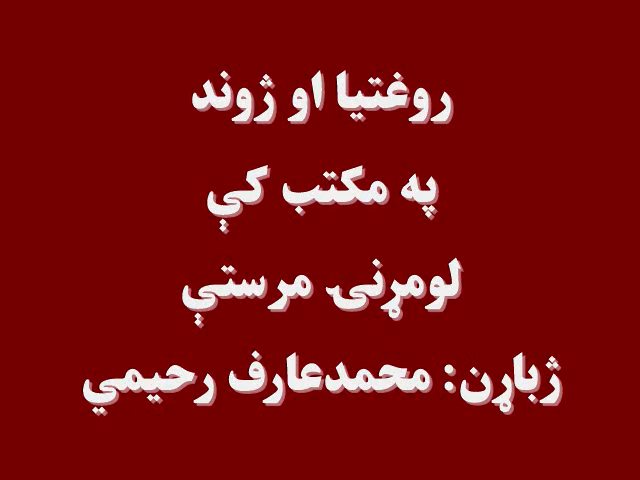 روغتیا او ژوند
په مکتب کې
لومړنۍ مرستې
ژباړن: محمدعارف رحیمي